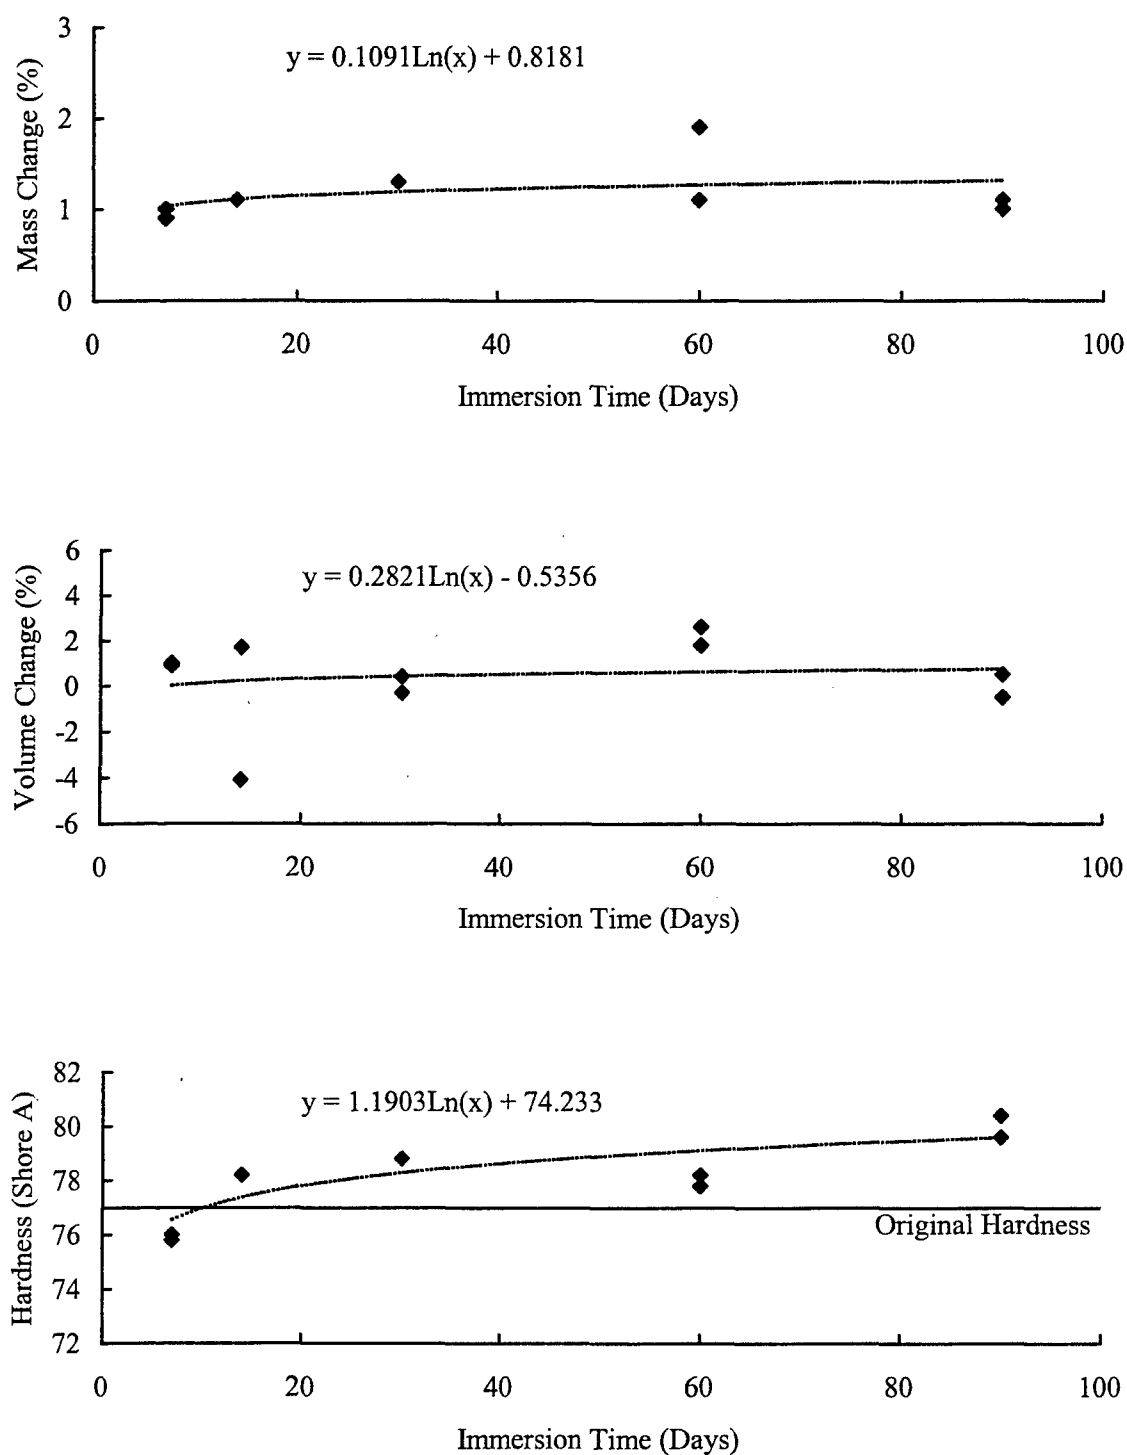 y = 0.1091Ln(x) + 0.8181
Mass Change (%)
3
2
1
0
0 20 40 60 80 100
Immersion Time (Days)
y = 0.2821Ln(x) - 0.5356
Volume Change (%)
6
4
2
0
-2
-4
-6
0 20 40 60 80 100
Immersion Time (Days)
y = 1.1903Ln(x) + 74.233
Hardness (Shore A)
82
80
78
76
74
72
Original Hardness
0 20 40 60 80 100
Immersion Time (Days)